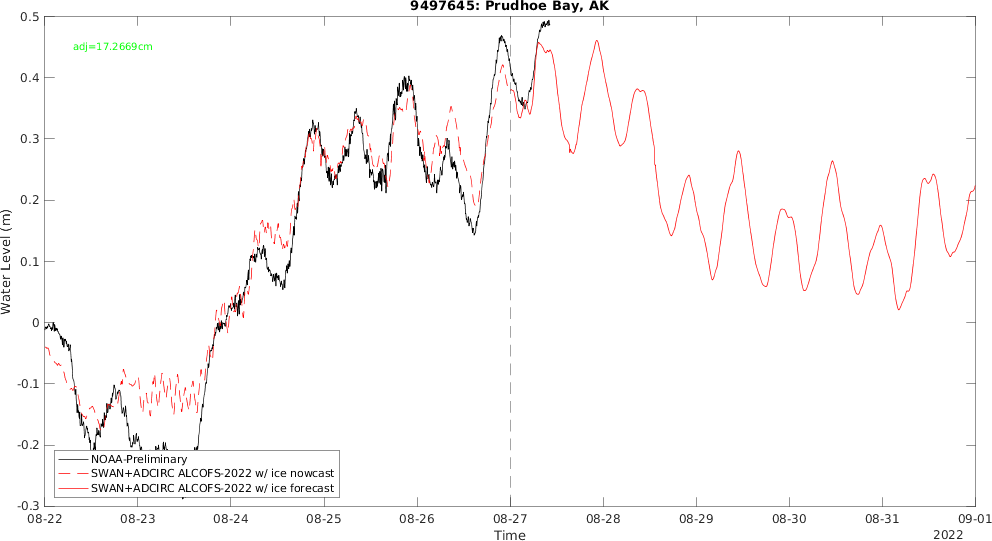 9497645: Prudhoe Bay, AK
adj=17.2669cm
0.5
0.4
0.3
0.2
0.1
0
-0.1
-0.2
-0.3
Water Level (m)
NOAA-Preliminary
SWAN+ADCIRC ALCOFS-2022 w/ ice nowcast
SWAN+ADCIRC ALCOFS-2022 w/ ice forecast
08-22 08-23 08-24 08-25 08-26 08-27 08-28 08-29 08-30 08-31 09-01
Time
2022